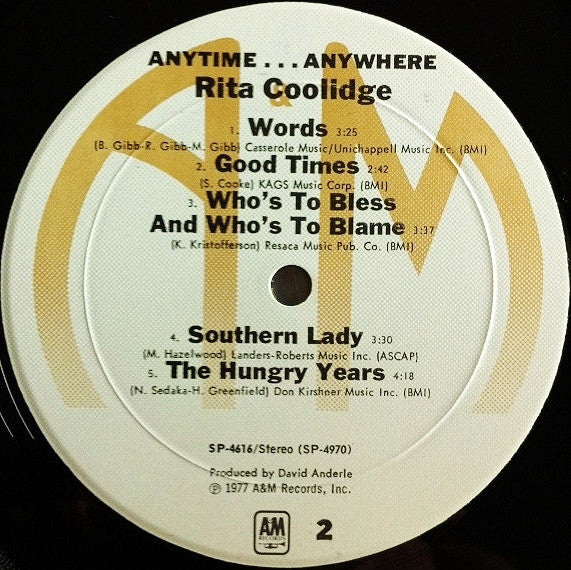 ANYTIME . . . ANYWHERE
Rita Coolidge
1. Words 3:25
(B. Gibb-R. Gibb-M. Gibb) Casserole Music/Unichappell Music Inc. (BMI)
2. Good Times 2:42
(S. Cooke) KAGS Music Corp. (BMI)
3. Who's To Bless
And Who's To Blame 3:37
(K. Kristofferson) Resaca Music Pub. Co. (BMI)
4. Southern Lady 3:30
(M. Hazelwood) Landers-Roberts Music Inc. (ASCAP)
5. The Hungry Years 4:18
(N. Sedaka-H. Greenfield) Don Kirshner Music Inc. (BMI)
SP-4616/Stereo (SP-4970)
Produced by David Anderle
℗ 1977 A&M Records, Inc.
A&M
RECORDS
2